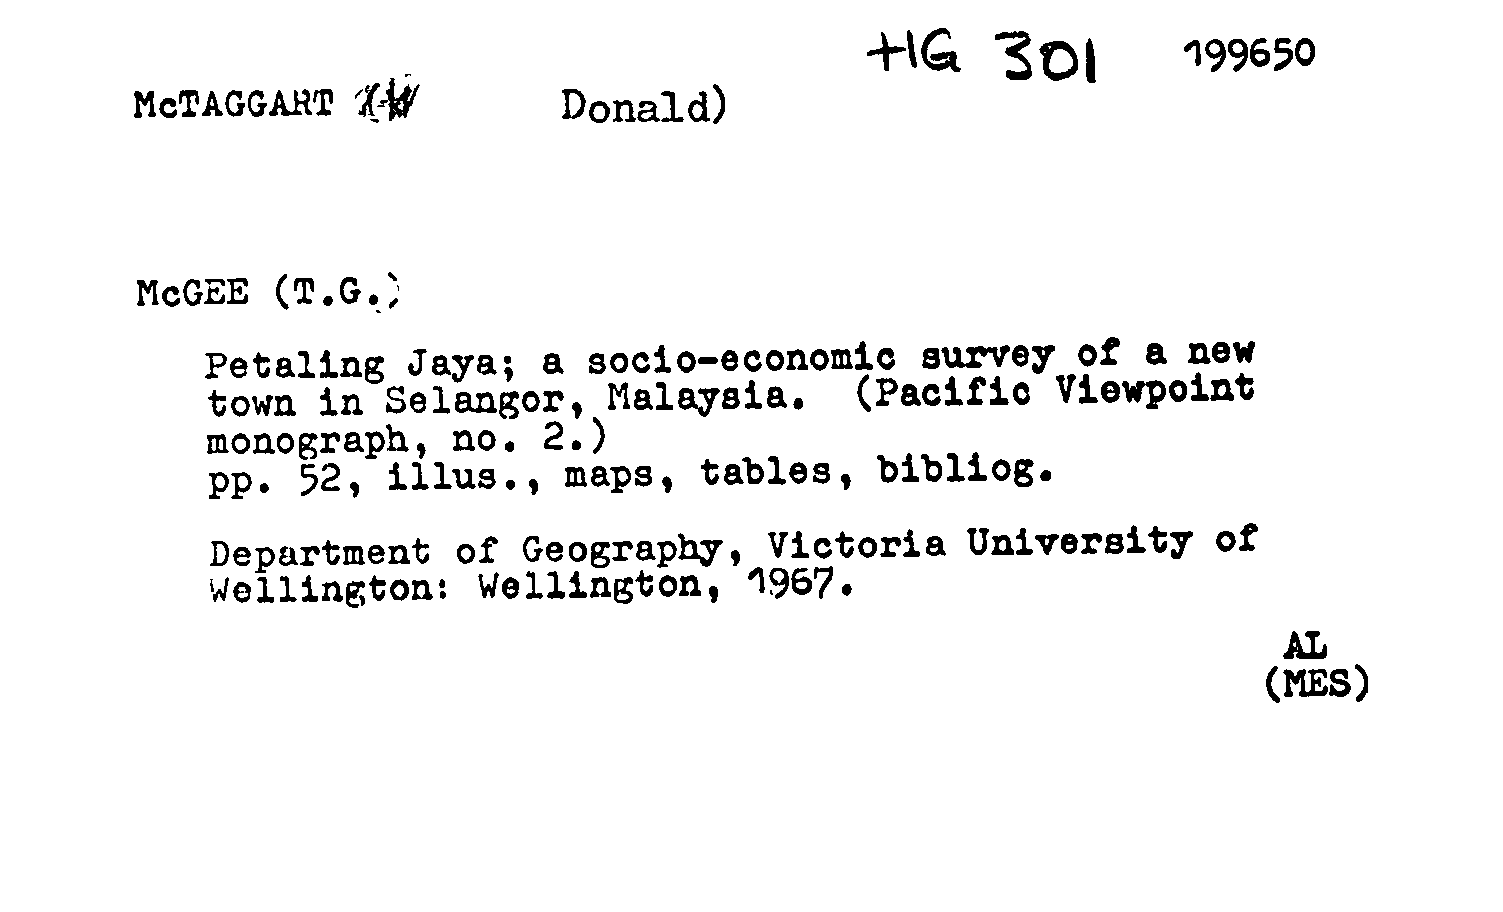 HG 301 199650
McTAGGART Donald)
McGEE (T.G.)
Petaling Jaya; a socio-economic survey of a new
town in Selangor, Malaysia. (Pacific Viewpoint
monograph, no. 2.)
pp. 52, illus., maps, tables, bibliog.
Department of Geography, Victoria University of
Wellington: Wellington, 1967.
AL
(MES)